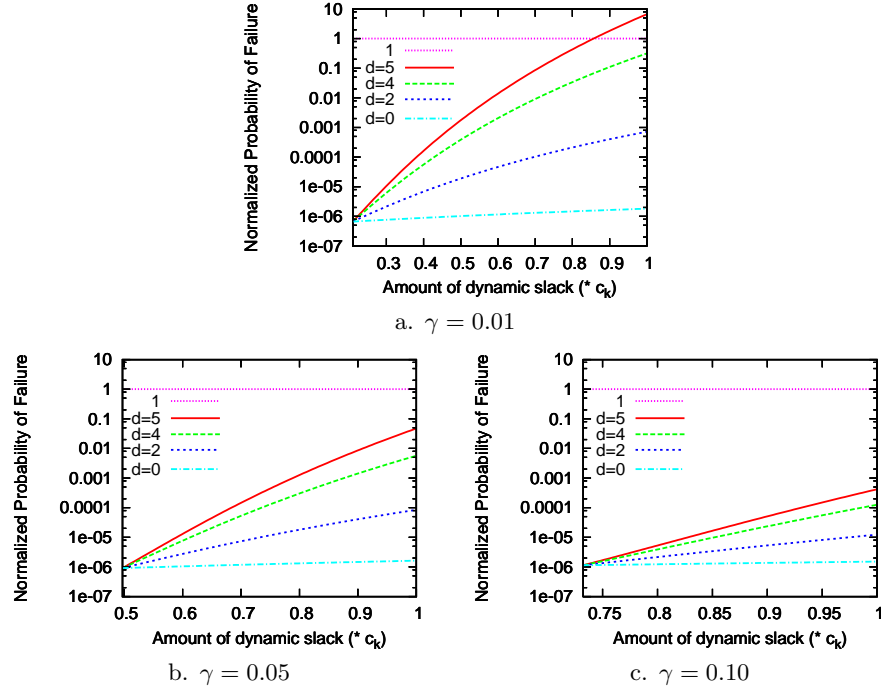 Normalized Probability of Failure
10
1
0.1
0.01
0.001
0.0001
1e-05
1e-06
1e-07
1
d=5
d=4
d=2
d=0
0.3 0.4 0.5 0.6 0.7 0.8 0.9 1
Amount of dynamic slack (* ck)
a. γ = 0.01
Normalized Probability of Failure
10
1
0.1
0.01
0.001
0.0001
1e-05
1e-06
1e-07
1
d=5
d=4
d=2
d=0
0.5 0.6 0.7 0.8 0.9 1
Amount of dynamic slack (* ck)
b. γ = 0.05
Normalized Probability of Failure
10
1
0.1
0.01
0.001
0.0001
1e-05
1e-06
1e-07
1
d=5
d=4
d=2
d=0
0.75 0.8 0.85 0.9 0.95 1
Amount of dynamic slack (* ck)
c. γ = 0.10